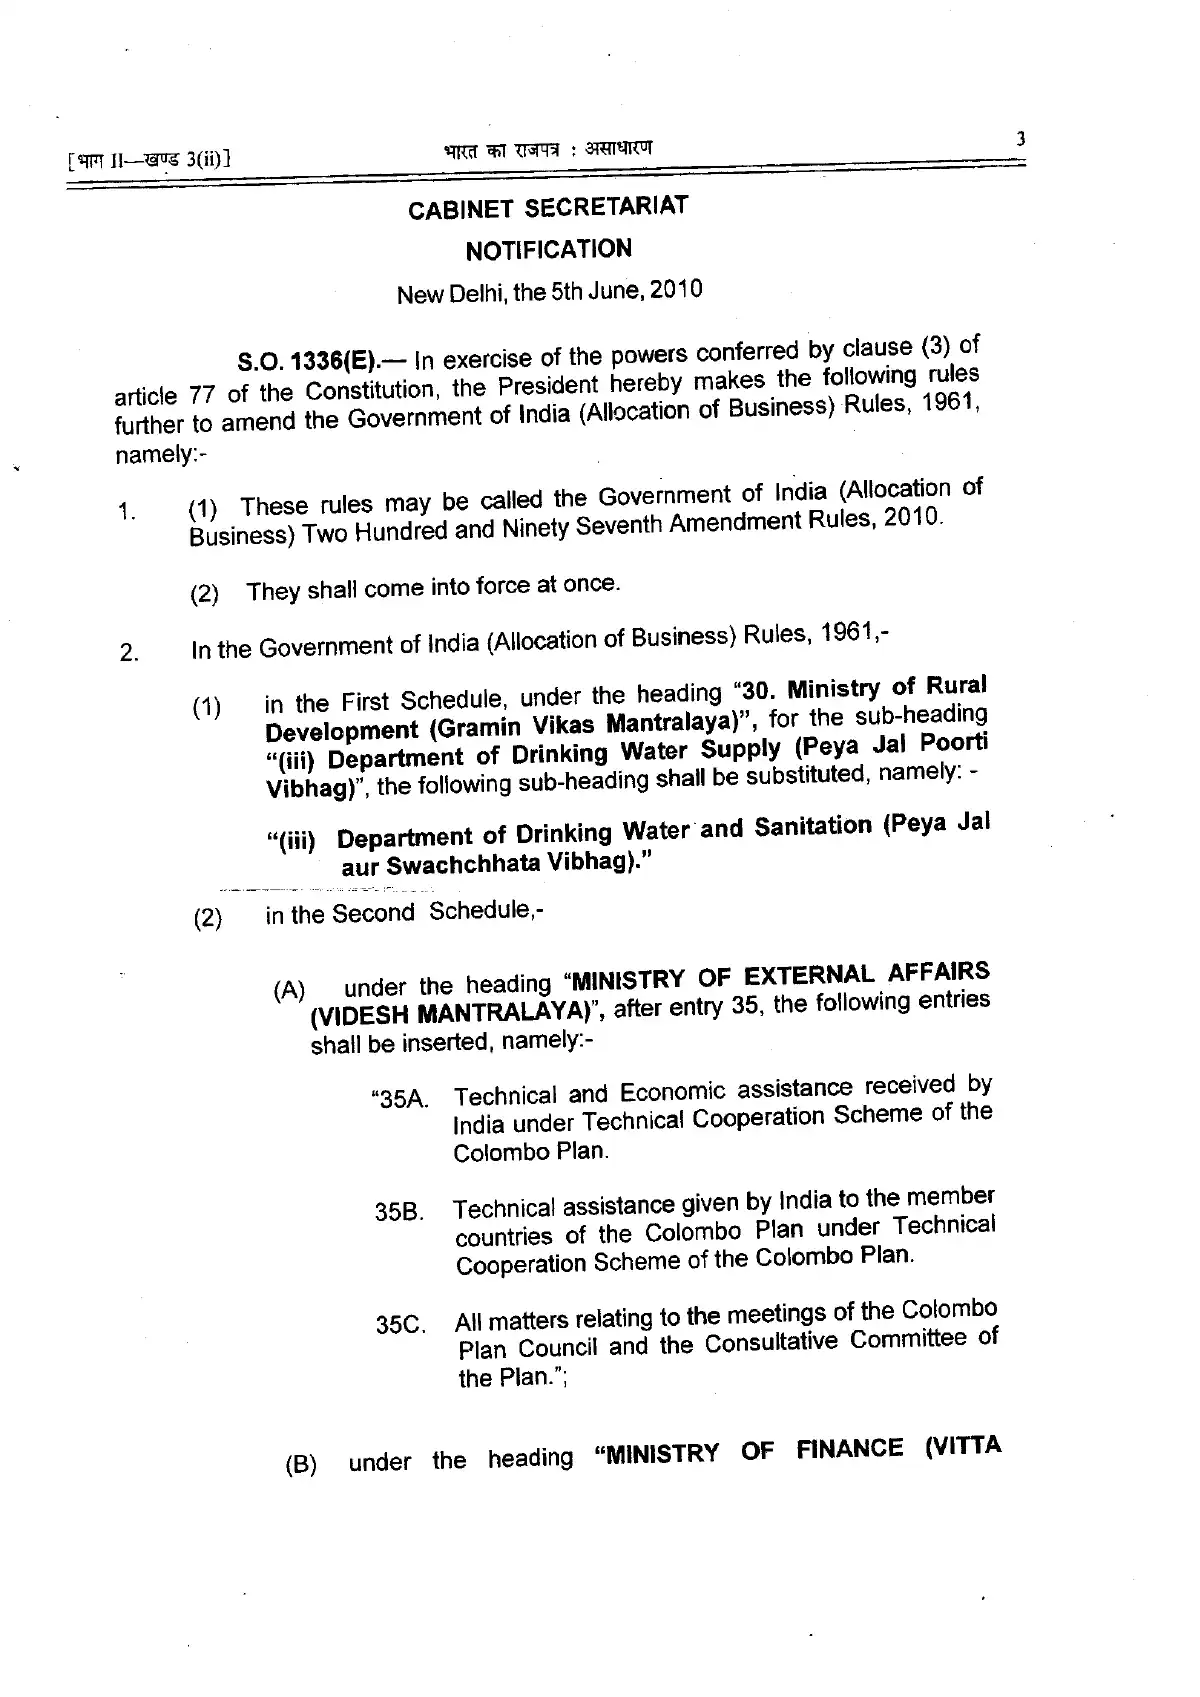 [भाग II—खण्ड 3(ii)]
भारत का राजपत्र : असाधारण
3
CABINET SECRETARIAT
NOTIFICATION
New Delhi, the 5th June, 2010
S.O. 1336(E).— In exercise of the powers conferred by clause (3) of
article 77 of the Constitution, the President hereby makes the following rules
further to amend the Government of India (Allocation of Business) Rules, 1961,
namely:-
1. (1) These rules may be called the Government of India (Allocation of
Business) Two Hundred and Ninety Seventh Amendment Rules, 2010.
(2) They shall come into force at once.
2. In the Government of India (Allocation of Business) Rules, 1961,-
(1) in the First Schedule, under the heading “30. Ministry of Rural
Development (Gramin Vikas Mantralaya)”, for the sub-heading
“(iii) Department of Drinking Water Supply (Peya Jal Poorti
Vibhag)”, the following sub-heading shall be substituted, namely: -
“(iii) Department of Drinking Water and Sanitation (Peya Jal
aur Swachchhata Vibhag).”
(2) in the Second Schedule,-
(A) under the heading “MINISTRY OF EXTERNAL AFFAIRS
(VIDESH MANTRALAYA)”, after entry 35, the following entries
shall be inserted, namely:-
“35A. Technical and Economic assistance received by
India under Technical Cooperation Scheme of the
Colombo Plan.
35B. Technical assistance given by India to the member
countries of the Colombo Plan under Technical
Cooperation Scheme of the Colombo Plan.
35C. All matters relating to the meetings of the Colombo
Plan Council and the Consultative Committee of
the Plan.”;
(B) under the heading “MINISTRY OF FINANCE (VITTA